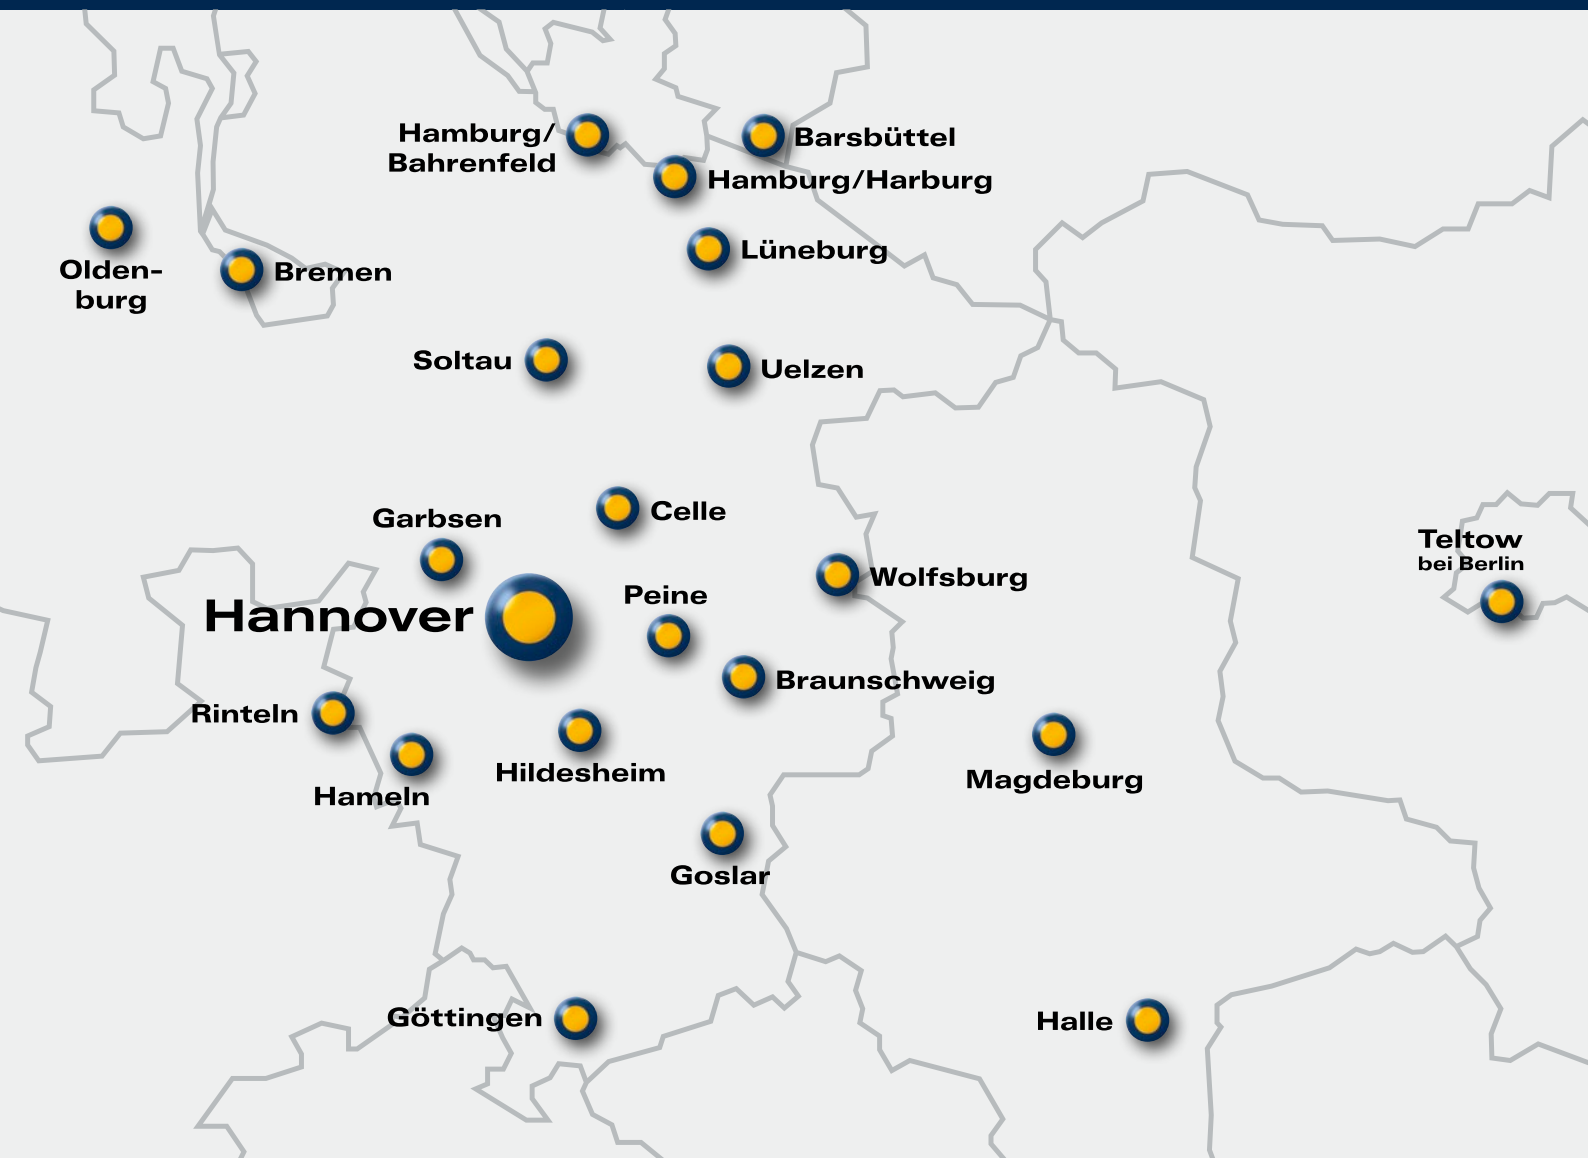 Hamburg/
Bahrenfeld
Barsbüttel
Hamburg/Harburg
Olden-
burg
Bremen
Lüneburg
Soltau
Uelzen
Garbsen
Celle
Teltow
bei Berlin
Hannover
Peine
Wolfsburg
Braunschweig
Rinteln
Hameln
Hildesheim
Magdeburg
Goslar
Göttingen
Halle